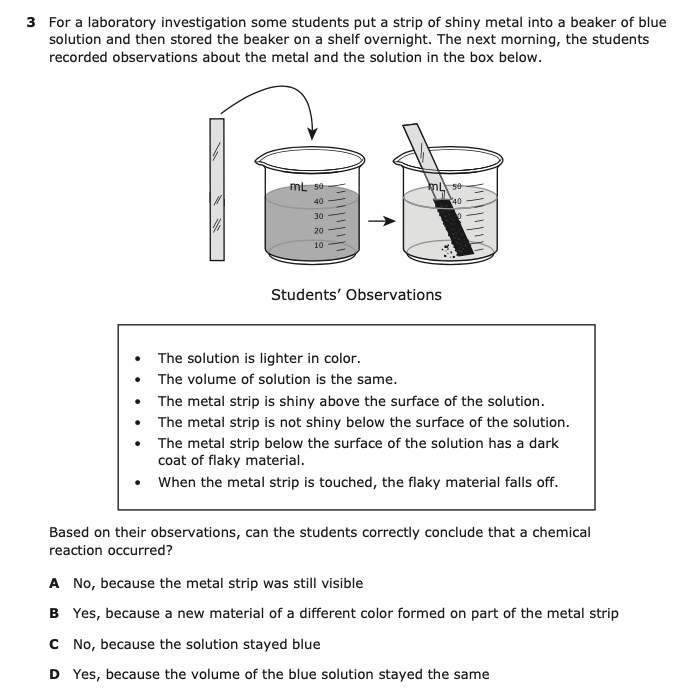 3 For a laboratory investigation some students put a strip of shiny metal into a beaker of blue
solution and then stored the beaker on a shelf overnight. The next morning, the students
recorded observations about the metal and the solution in the box below.
mL 50
40
30
20
10
mL 50
40
0
Students’ Observations
• The solution is lighter in color.
• The volume of solution is the same.
• The metal strip is shiny above the surface of the solution.
• The metal strip is not shiny below the surface of the solution.
• The metal strip below the surface of the solution has a dark
coat of flaky material.
• When the metal strip is touched, the flaky material falls off.
Based on their observations, can the students correctly conclude that a chemical
reaction occurred?
A No, because the metal strip was still visible
B Yes, because a new material of a different color formed on part of the metal strip
C No, because the solution stayed blue
D Yes, because the volume of the blue solution stayed the same